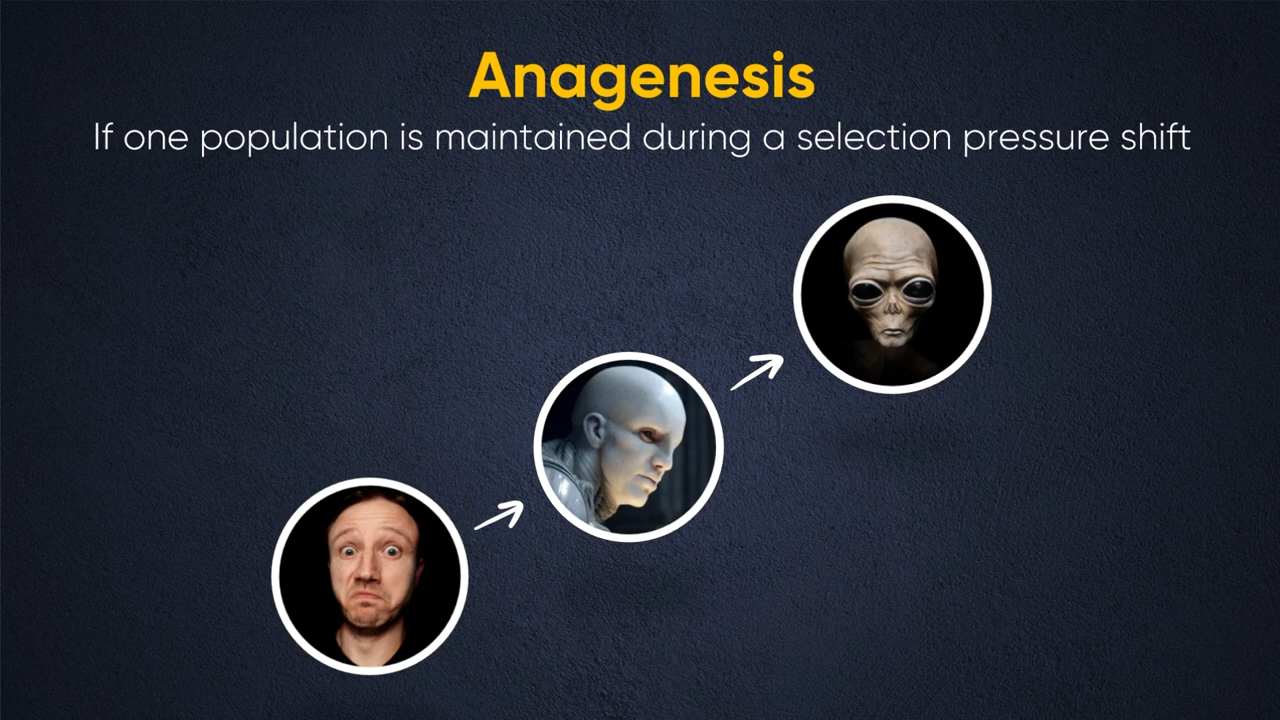 Anagenesis
If one population is maintained during a selection pressure shift